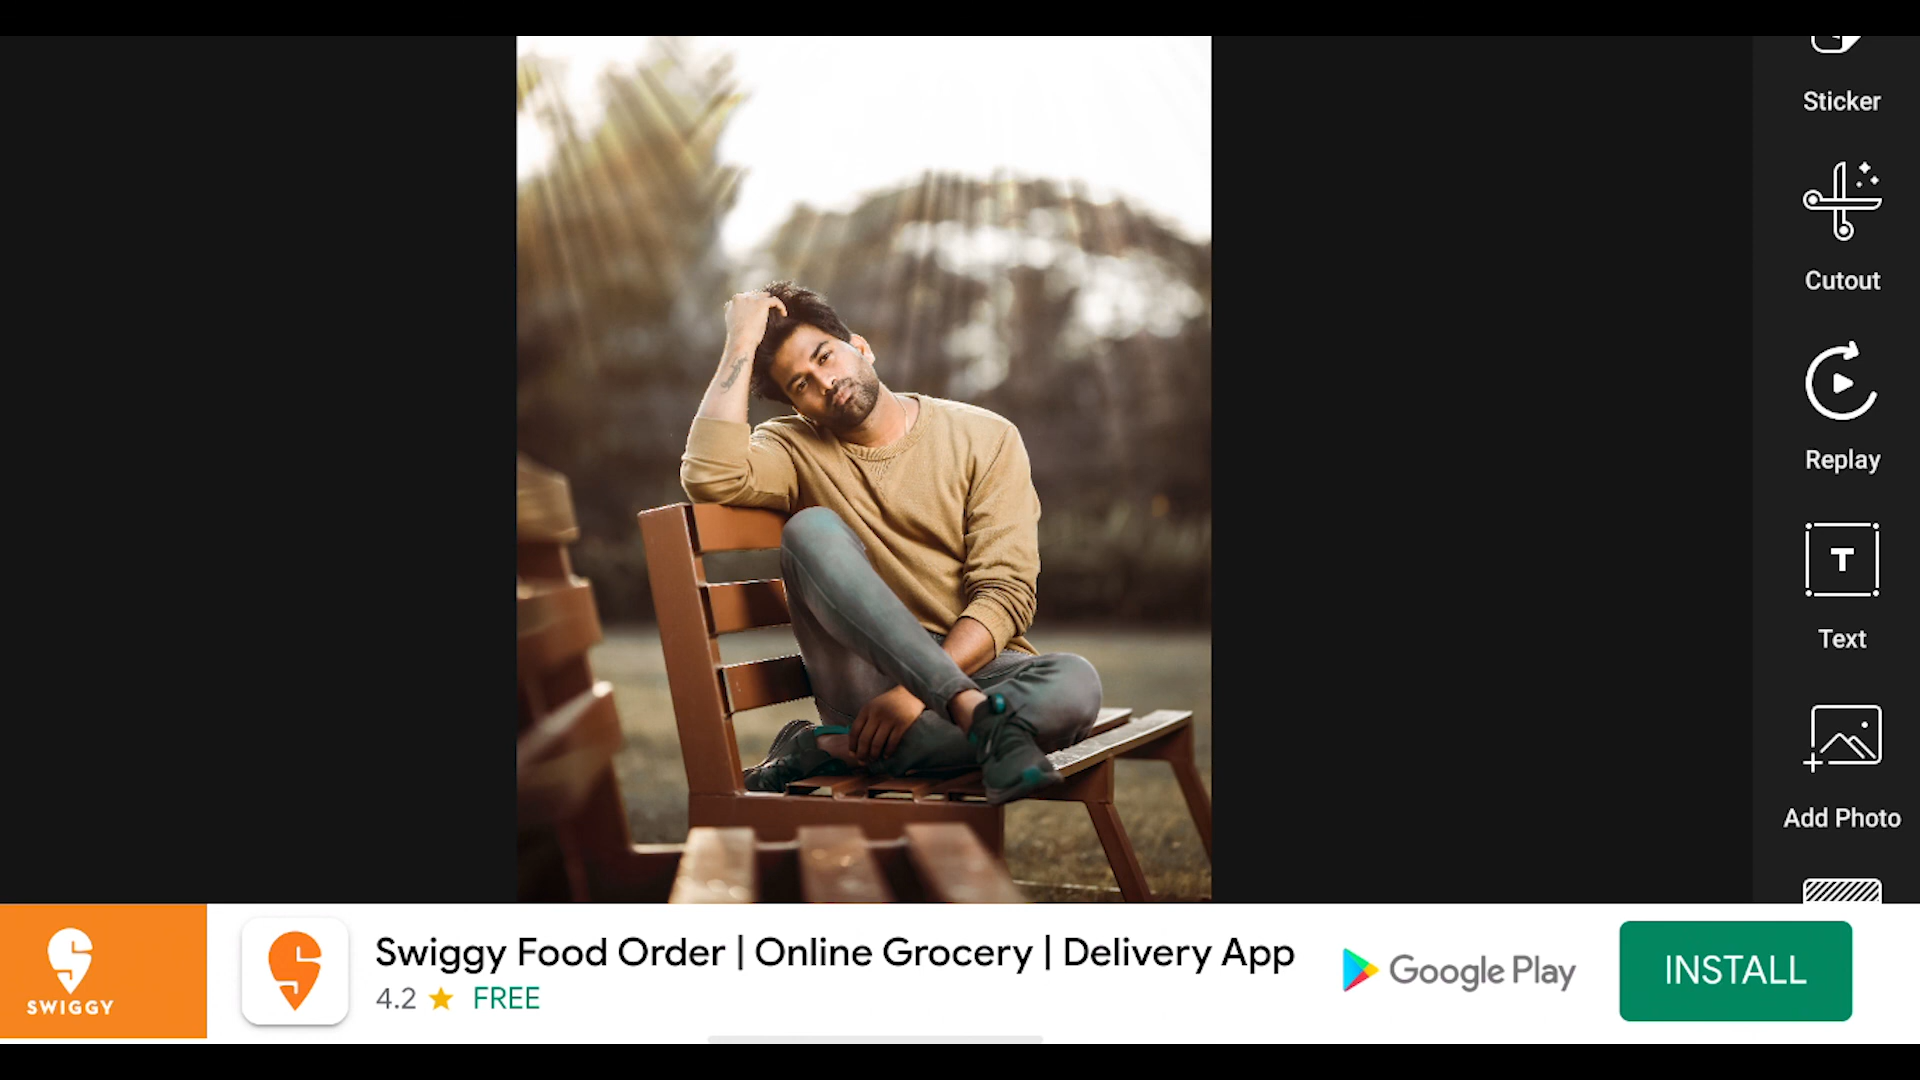 Sticker
Cutout
Replay
T
Text
Add Photo
SWIGGY
Swiggy Food Order | Online Grocery | Delivery App
4.2 ★ FREE
Google Play
INSTALL